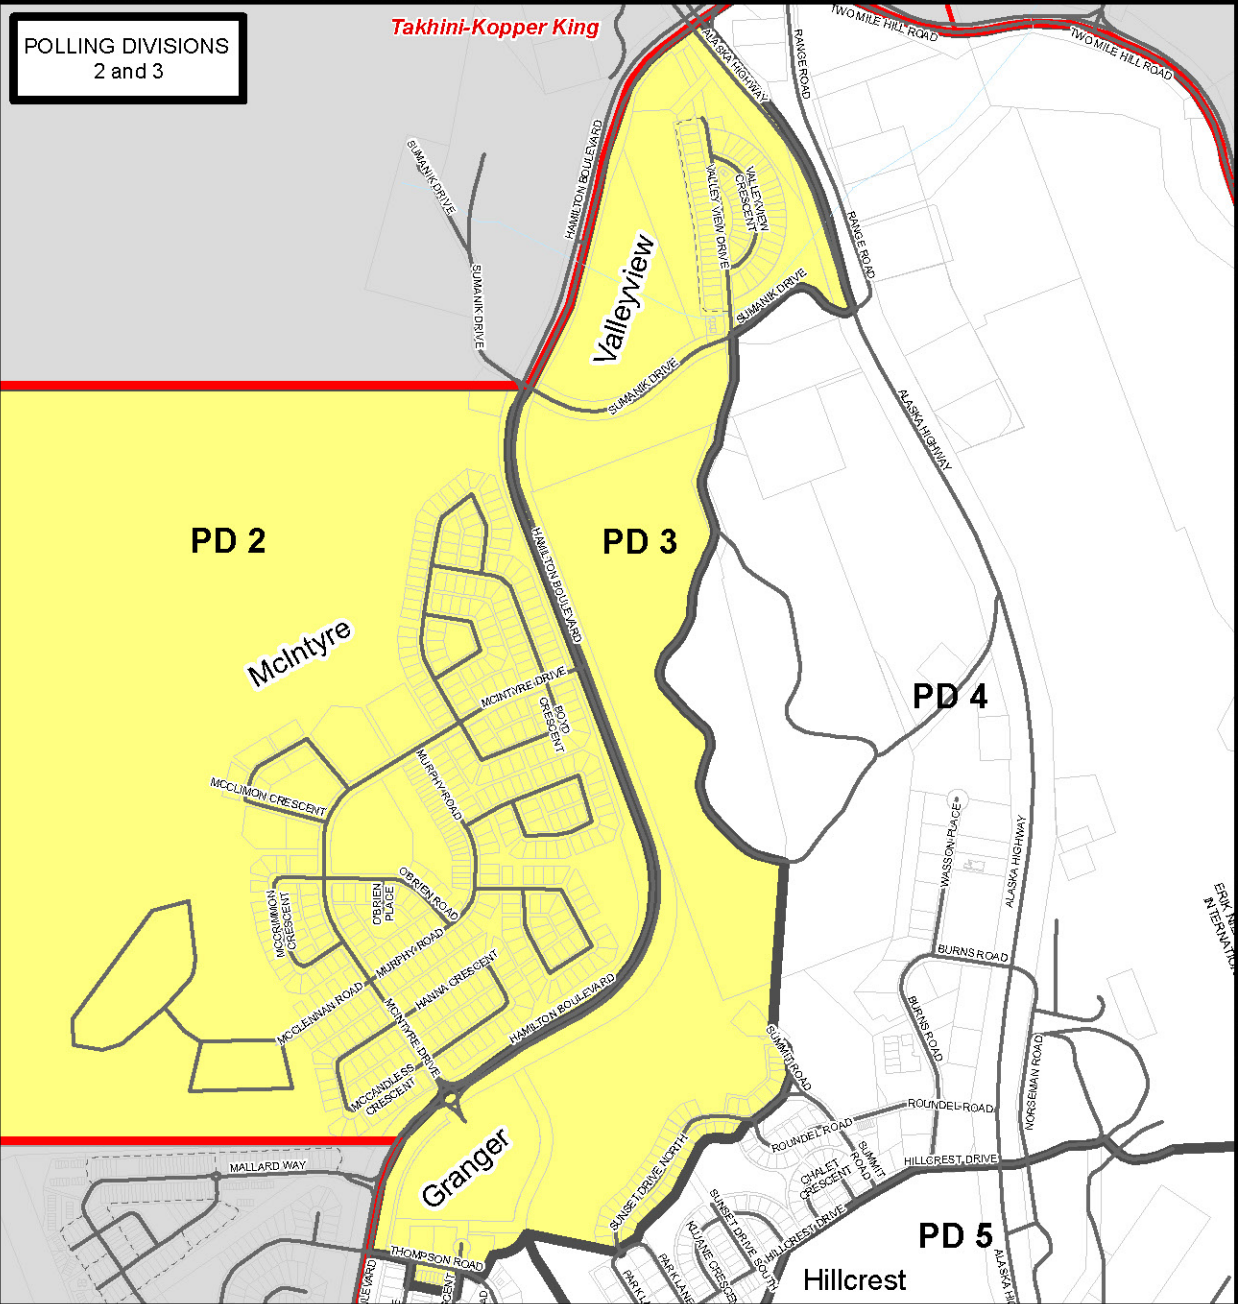 POLLING DIVISIONS
2 and 3
Takhini-Kopper King
TWO MILE HILL ROAD
TWO MILE HILL ROAD
ALASKA HIGHWAY
RANGE ROAD
HAMILTON BOULEVARD
SUMANIK DRIVE
VALLEYVIEW
CRESCENT
VALLEY VIEW DRIVE
RANGE ROAD
Valleyview
SUMANIK DRIVE
SUMANIK DRIVE
SUMANIK DRIVE
ALASKA HIGHWAY
PD 2
PD 3
HAMILTON BOULEVARD
McIntyre
MCINTYRE DRIVE
BOYD
CRESCENT
PD 4
MURPHY ROAD
MCCLIMON CRESCENT
WASSON PLACE
ALASKA HIGHWAY
OBRIEN ROAD
O'BRIEN
PLACE
MCCRIMMON
CRESCENT
MURPHY ROAD
HANNA CRESCENT
MCCLENNAN ROAD
MCINTYRE DRIVE
HAMILTON BOULEVARD
BURNS ROAD
BURNS ROAD
SUMMIT ROAD
MCCANDLESS
CRESCENT
NORSEMAN ROAD
ROUNDEL ROAD
ROUNDEL ROAD
Granger
MALLARD WAY
SUNSET DRIVE NORTH
CHALET
CRESCENT
SUMMIT
ROAD
HILLCREST DRIVE
HILLCREST DRIVE
SUNSET DRIVE SOUTH
THOMPSON ROAD
PD 5
Hillcrest